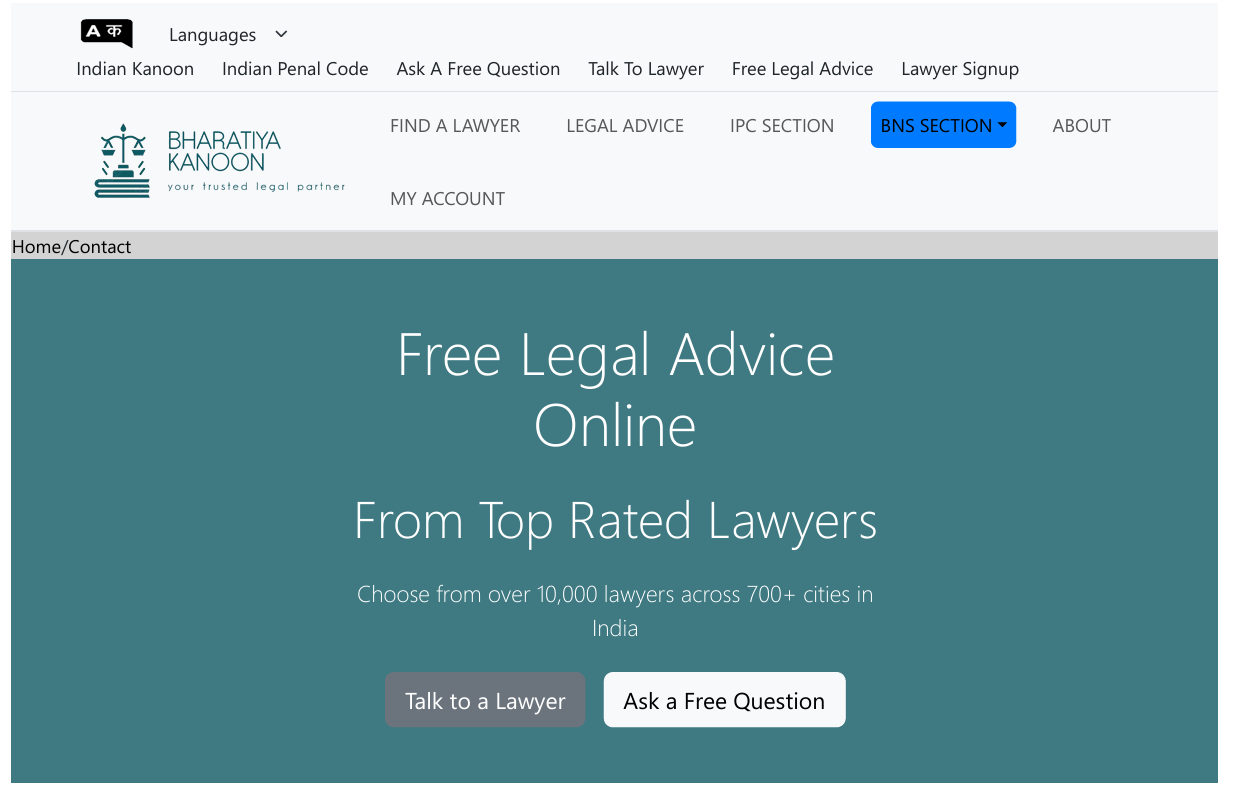 A क
Languages
Indian Kanoon Indian Penal Code Ask A Free Question Talk To Lawyer Free Legal Advice Lawyer Signup
BHARATIYA
KANOON
your trusted legal partner
FIND A LAWYER LEGAL ADVICE IPC SECTION BNS SECTION ABOUT
MY ACCOUNT
Home/Contact
Free Legal Advice
Online
From Top Rated Lawyers
Choose from over 10,000 lawyers across 700+ cities in
India
Talk to a Lawyer Ask a Free Question